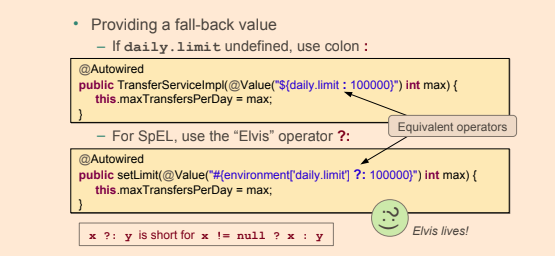 • Providing a fall-back value
– If daily.limit undefined, use colon :
@Autowired
public TransferServiceImpl(@Value("${daily.limit : 100000}") int max) {
this.maxTransfersPerDay = max;
}
Equivalent operators
– For SpEL, use the “Elvis” operator ?:
@Autowired
public setLimit(@Value("#{environment['daily.limit'] ?: 100000}") int max) {
this.maxTransfersPerDay = max;
}
?:
Elvis lives!
x ?: y is short for x != null ? x : y